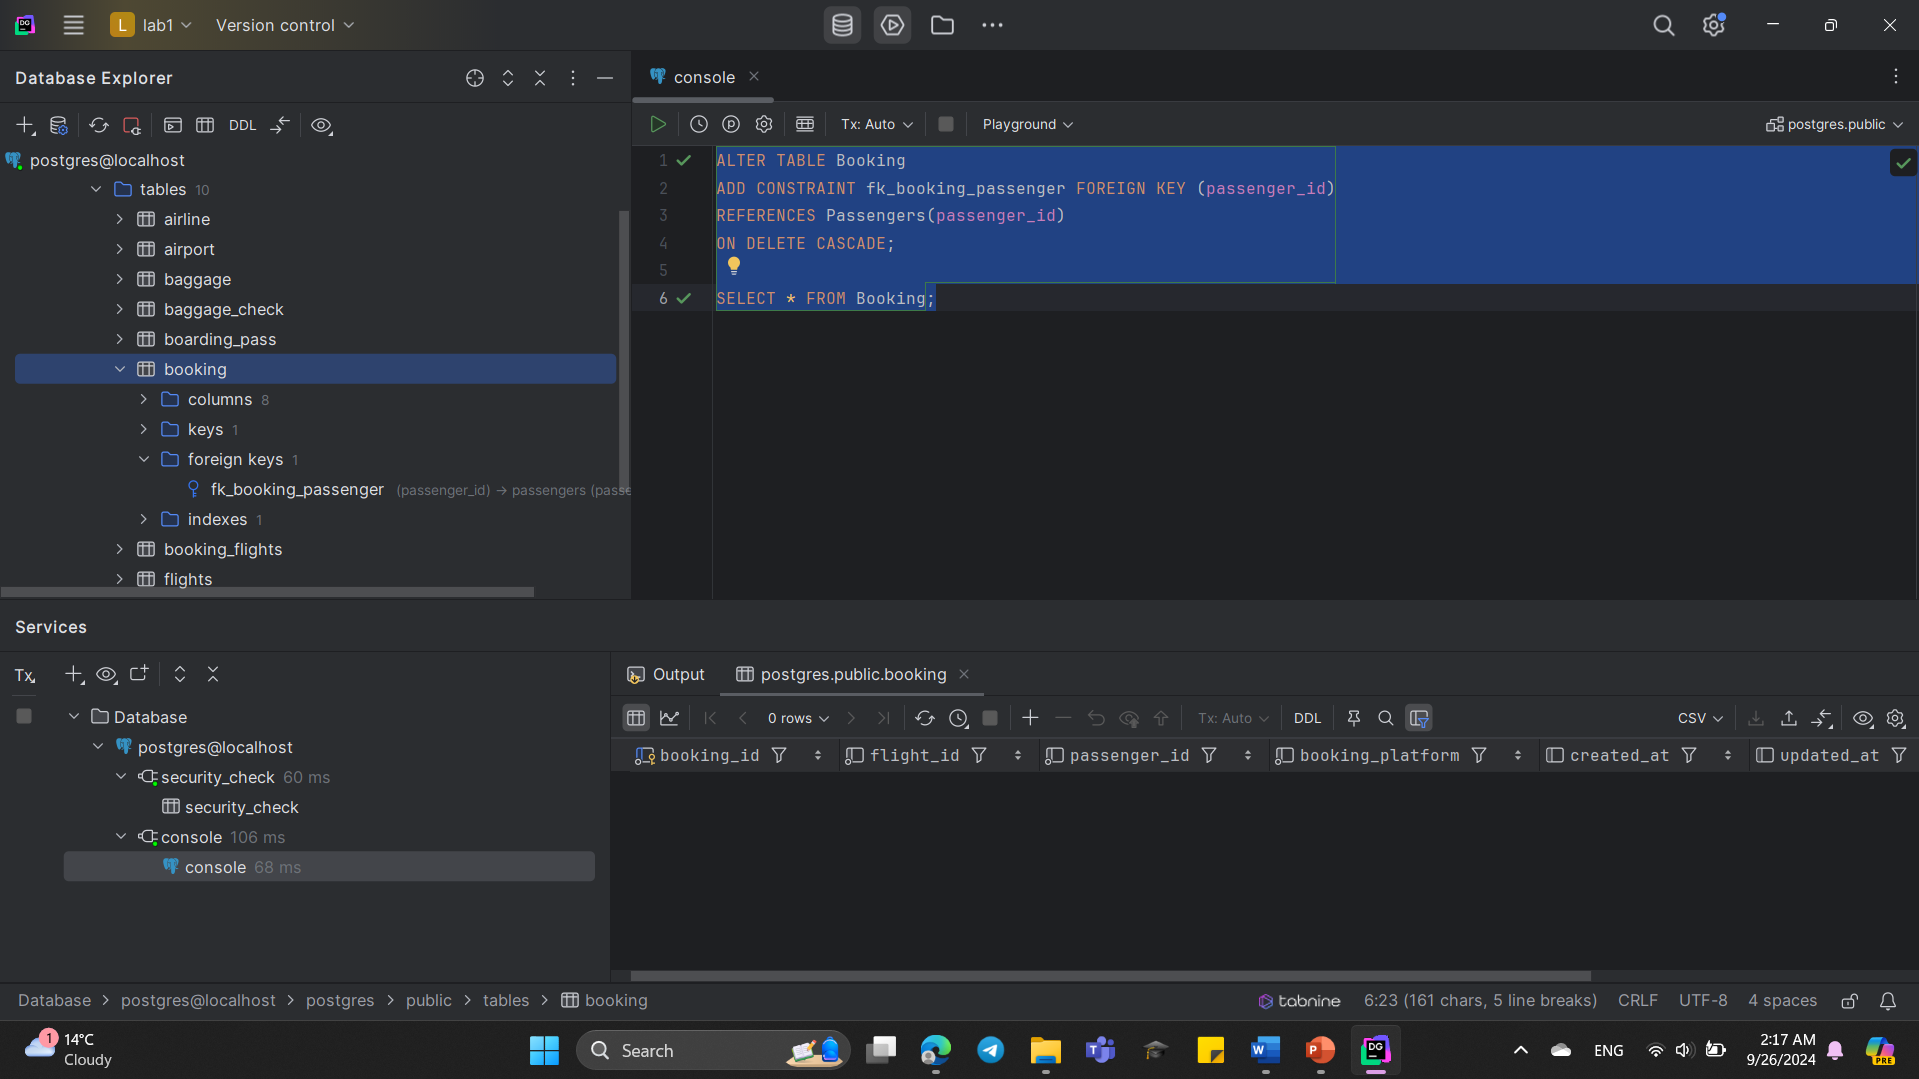 L lab1 Version control
Database Explorer
DDL
postgres@localhost
tables 10
airline
airport
baggage
baggage_check
boarding_pass
booking
columns 8
keys 1
foreign keys 1
fk_booking_passenger (passenger_id) → passengers (passe
indexes 1
booking_flights
flights
console
Tx: Auto Playground postgres.public
1 ALTER TABLE Booking
2 ADD CONSTRAINT fk_booking_passenger FOREIGN KEY (passenger_id)
3 REFERENCES Passengers(passenger_id)
4 ON DELETE CASCADE;
5
6 SELECT * FROM Booking;
Services
Tx
Database
postgres@localhost
security_check 60 ms
security_check
console 106 ms
console 68 ms
Output postgres.public.booking
0 rows Tx: Auto DDL CSV
booking_id flight_id passenger_id booking_platform created_at updated_at
Database > postgres@localhost > postgres > public > tables > booking
tabnine 6:23 (161 chars, 5 line breaks) CRLF UTF-8 4 spaces
1 14°C
Cloudy
Search
ENG
2:17 AM
9/26/2024
PRE